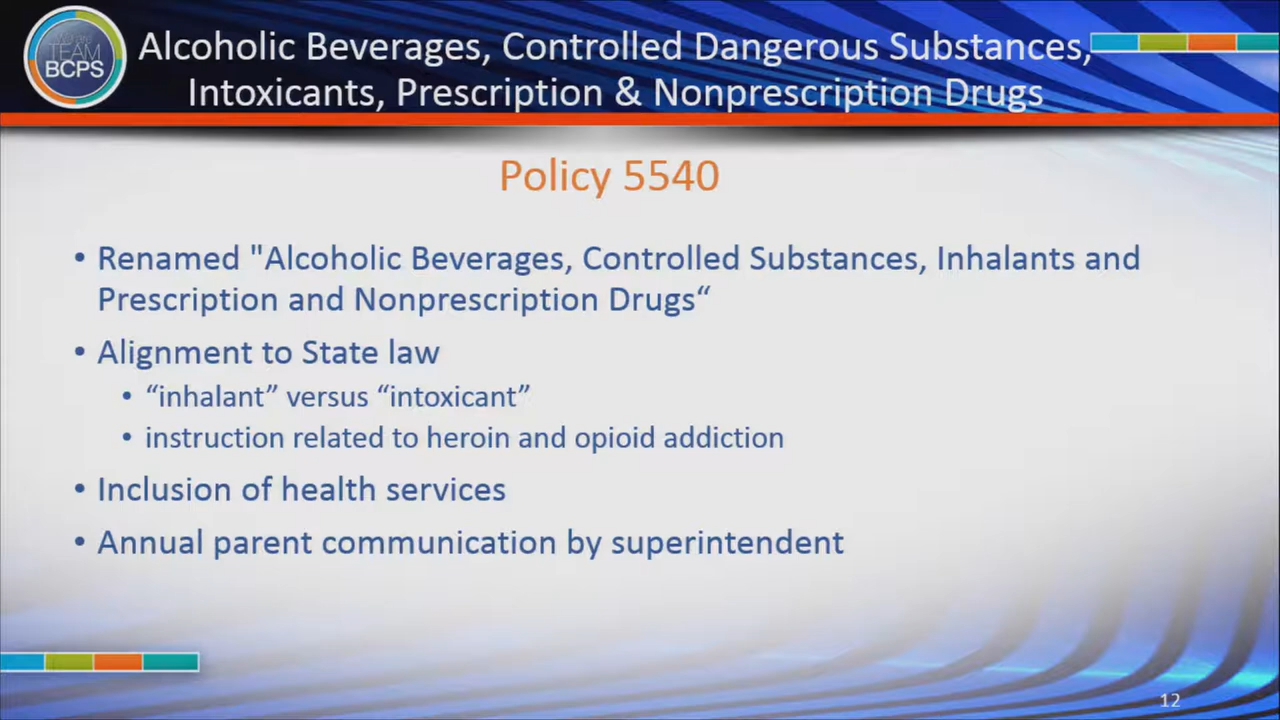 We are
TEAM
BCPS
Alcoholic Beverages, Controlled Dangerous Substances,
Intoxicants, Prescription & Nonprescription Drugs
Policy 5540
• Renamed "Alcoholic Beverages, Controlled Substances, Inhalants and
Prescription and Nonprescription Drugs“
• Alignment to State law
• “inhalant” versus “intoxicant”
• instruction related to heroin and opioid addiction
• Inclusion of health services
• Annual parent communication by superintendent
12